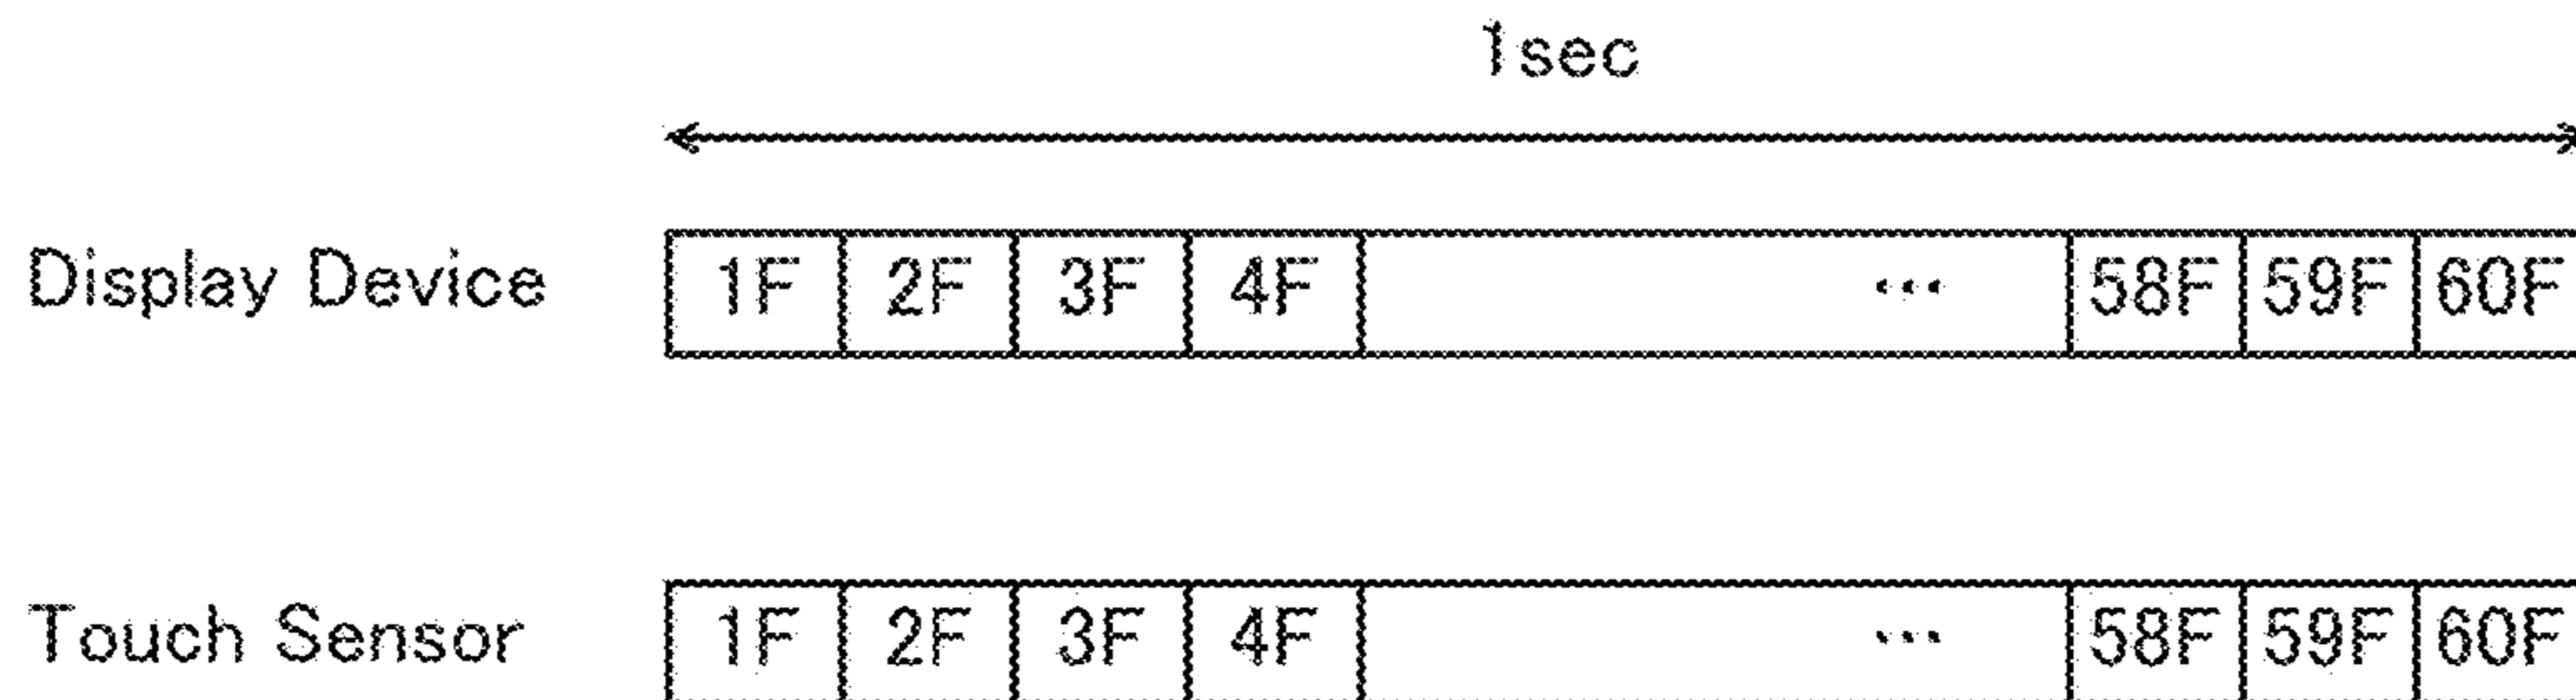 1sec
Display Device 1F 2F 3F 4F ... 58F 59F 60F
Touch Sensor 1F 2F 3F 4F ... 58F 59F 60F